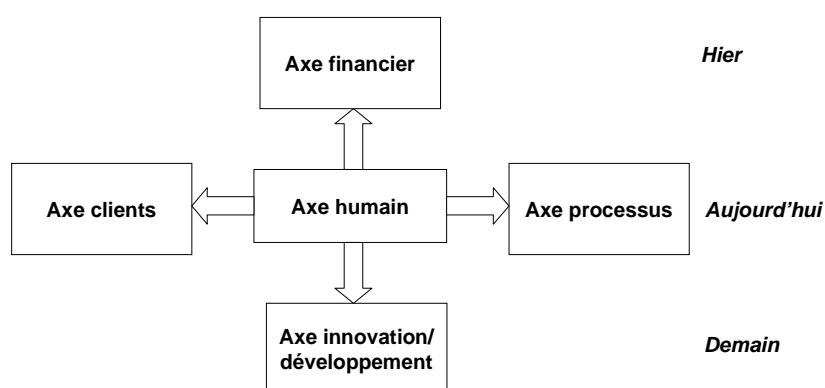 Axe financier
Hier
Axe clients
Axe humain
Axe processus
Aujourd’hui
Axe innovation/
développement
Demain